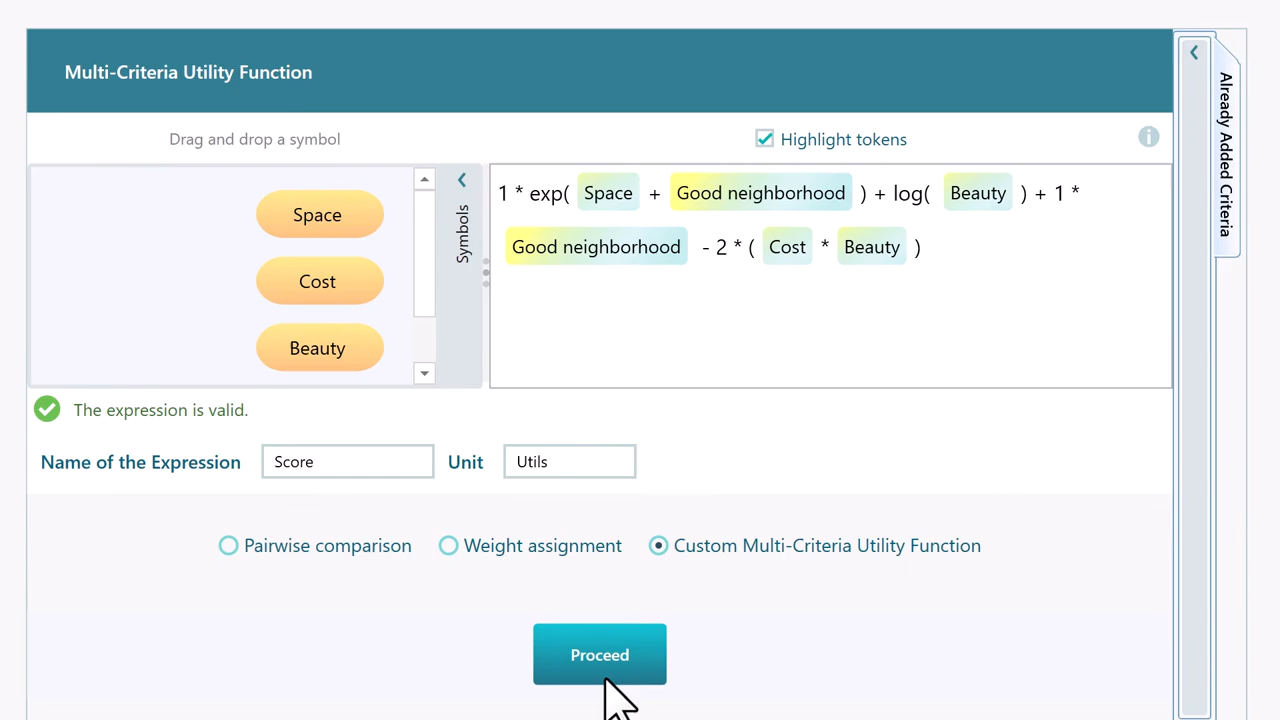 Multi-Criteria Utility Function
Drag and drop a symbol
Highlight tokens
Already Added Criteria
Space
Cost
Beauty
Symbols
1 * exp( Space + Good neighborhood ) + log( Beauty ) + 1 *
Good neighborhood - 2 * ( Cost * Beauty )
The expression is valid.
Name of the Expression Score Unit Utils
Pairwise comparison Weight assignment Custom Multi-Criteria Utility Function
Proceed